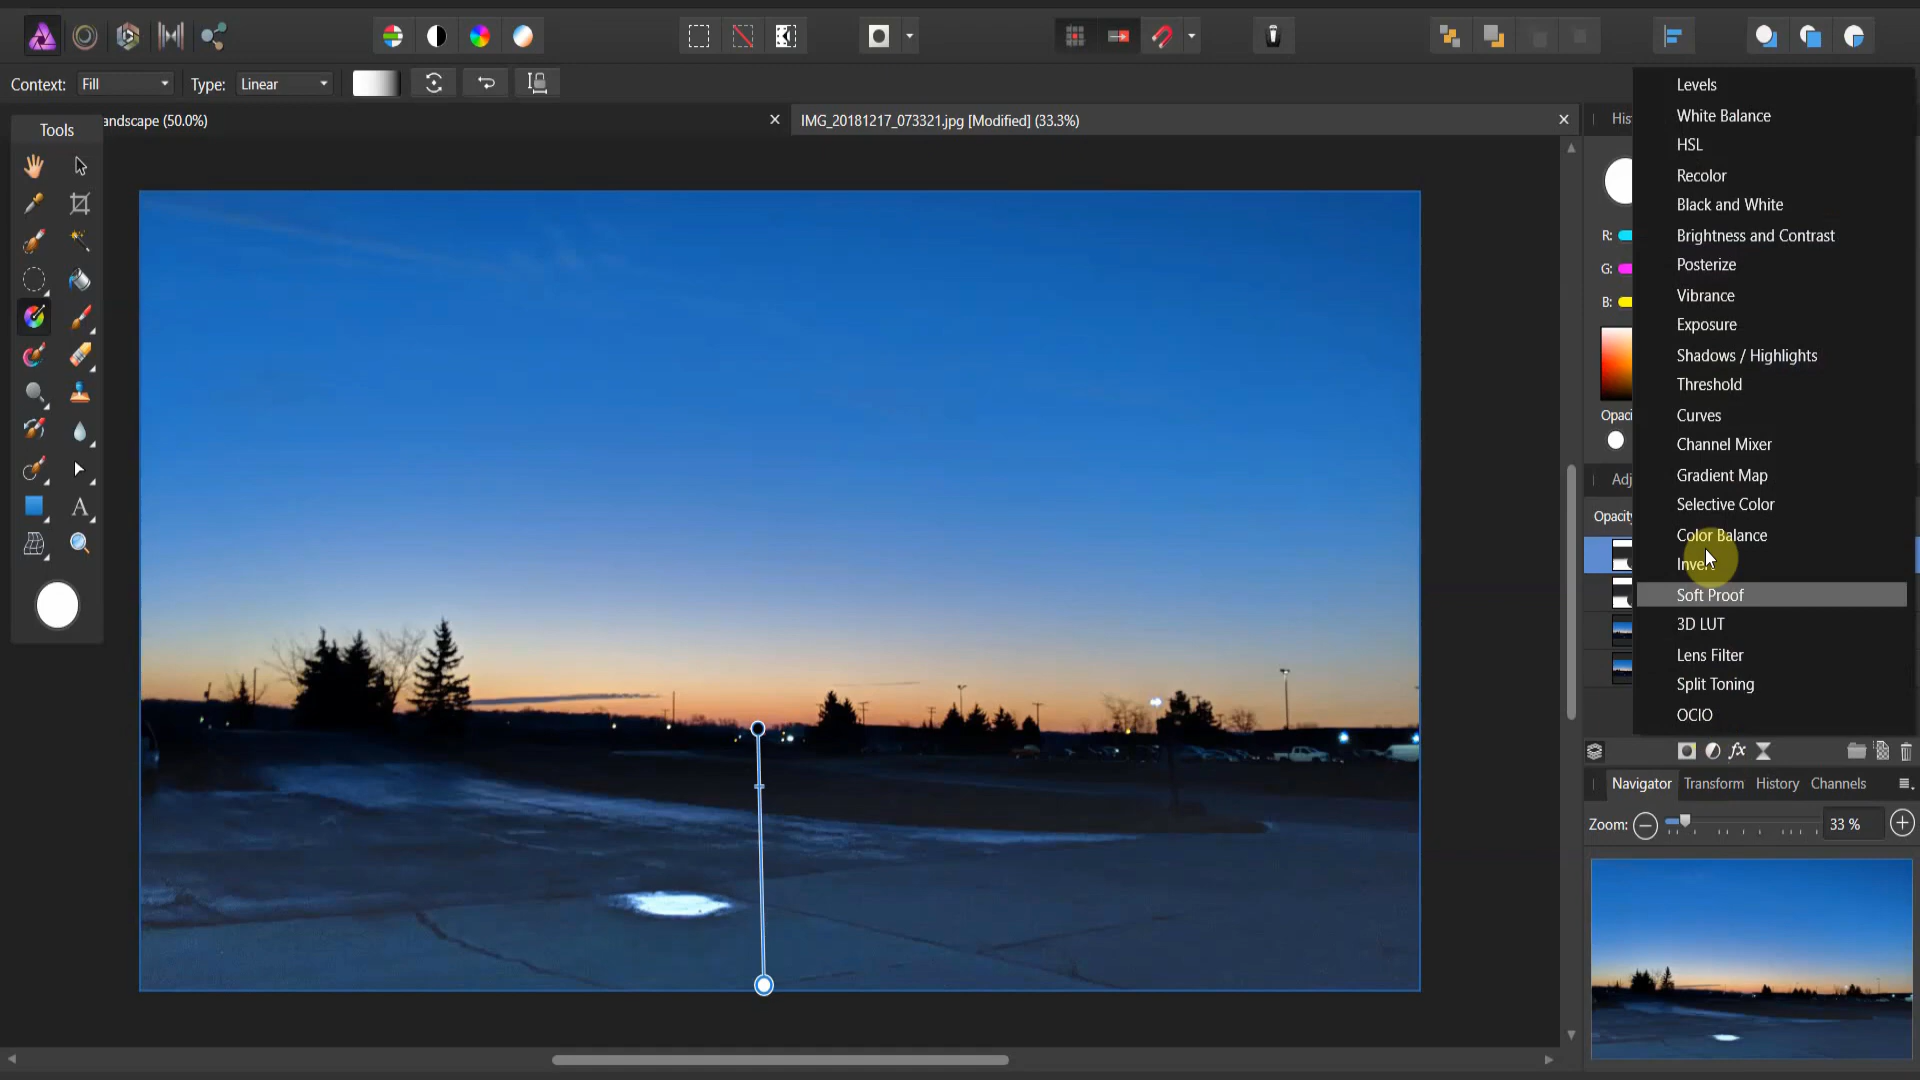 Context: Fill Type: Linear
andscape (50.0%)
IMG_20181217_073321.jpg [Modified] (33.3%)
Tools
His
R:
G:
B:
Opac
Adj
Opacity
Levels
White Balance
HSL
Recolor
Black and White
Brightness and Contrast
Posterize
Vibrance
Exposure
Shadows / Highlights
Threshold
Curves
Channel Mixer
Gradient Map
Selective Color
Color Balance
Invert
Soft Proof
3D LUT
Lens Filter
Split Toning
OCIO
Navigator Transform History Channels
Zoom: 33 %